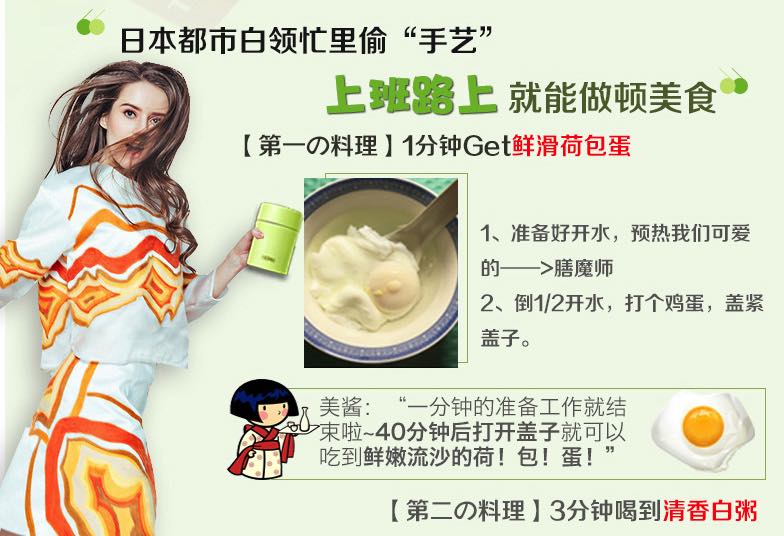 日本都市白领忙里偷“手艺”
上班路上 就能做顿美食
【第一の料理】1分钟Get鲜滑荷包蛋
1、准备好开水，预热我们可爱
的——>膳魔师
2、倒1/2开水，打个鸡蛋，盖紧
盖子。
美酱：“一分钟的准备工作就结
束啦~40分钟后打开盖子就可以
吃到鲜嫩流沙的荷！包！蛋！”
【第二の料理】3分钟喝到清香白粥